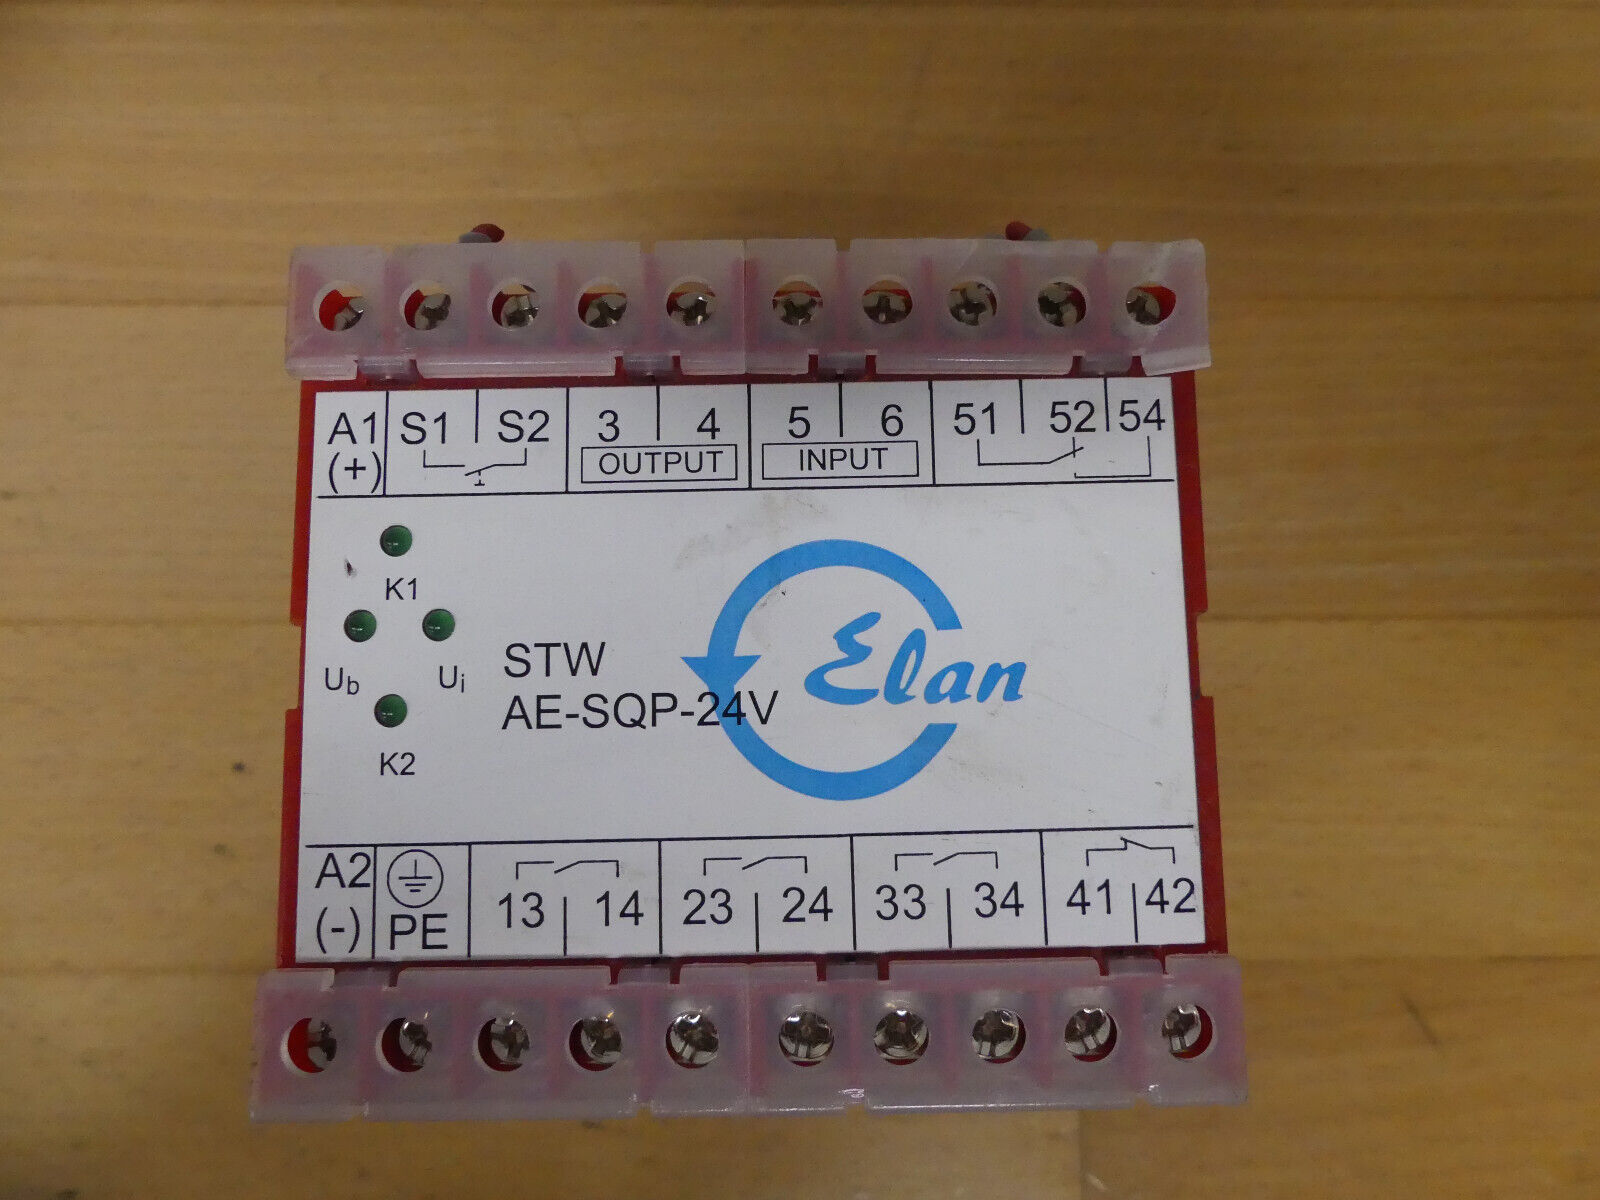 A1 S1 S2 3 4 5 6 51 52 54
(+) OUTPUT INPUT
K1
Ub Ui
K2
STW
AE-SQP-24V
Elan
A2 13 14 23 24 33 34 41 42
(-) PE